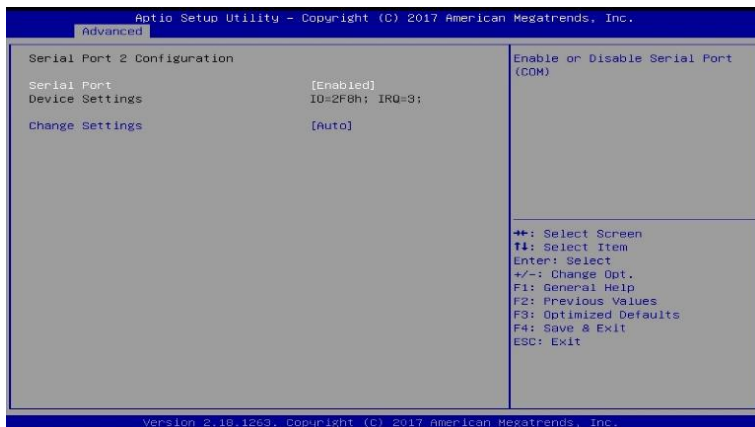 Aptio Setup Utility – Copyright (C) 2017 American Megatrends, Inc.
Advanced
Serial Port 2 Configuration
Serial Port [Enabled]
Device Settings IO=2F8h; IRQ=3;
Change Settings [Auto]
Enable or Disable Serial Port
(COM)
→←: Select Screen
↑↓: Select Item
Enter: Select
+/-: Change Opt.
F1: General Help
F2: Previous Values
F3: Optimized Defaults
F4: Save & Exit
ESC: Exit
Version 2.18.1263. Copyright (C) 2017 American Megatrends, Inc.